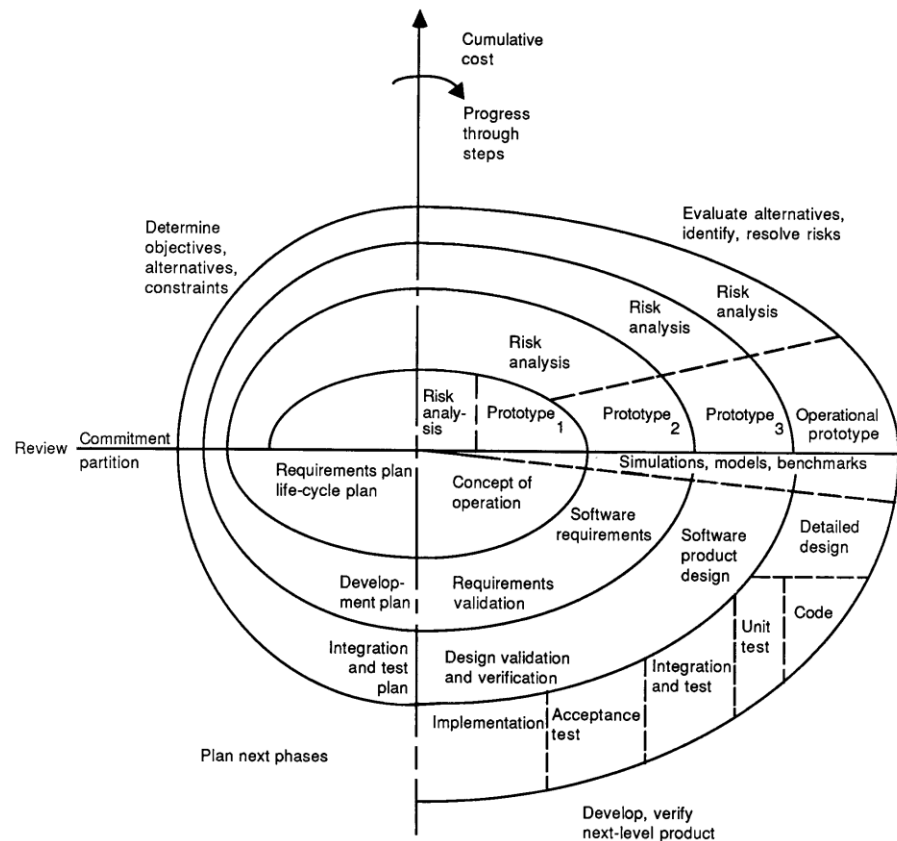 Cumulative
cost
Progress
through
steps
Determine
objectives,
alternatives,
constraints
Evaluate alternatives,
identify, resolve risks
Risk
analysis
Risk
analysis
Risk
analysis
Risk
analy-
sis
Prototype
1
Prototype
2
Prototype
3
Operational
prototype
Review
Commitment
partition
Requirements plan
life-cycle plan
Concept of
operation
Simulations, models, benchmarks
Software
requirements
Software
product
design
Detailed
design
Develop-
ment plan
Requirements
validation
Code
Unit
test
Integration
and test
plan
Design validation
and verification
Integration
and test
Implementation
Acceptance
test
Plan next phases
Develop, verify
next-level product